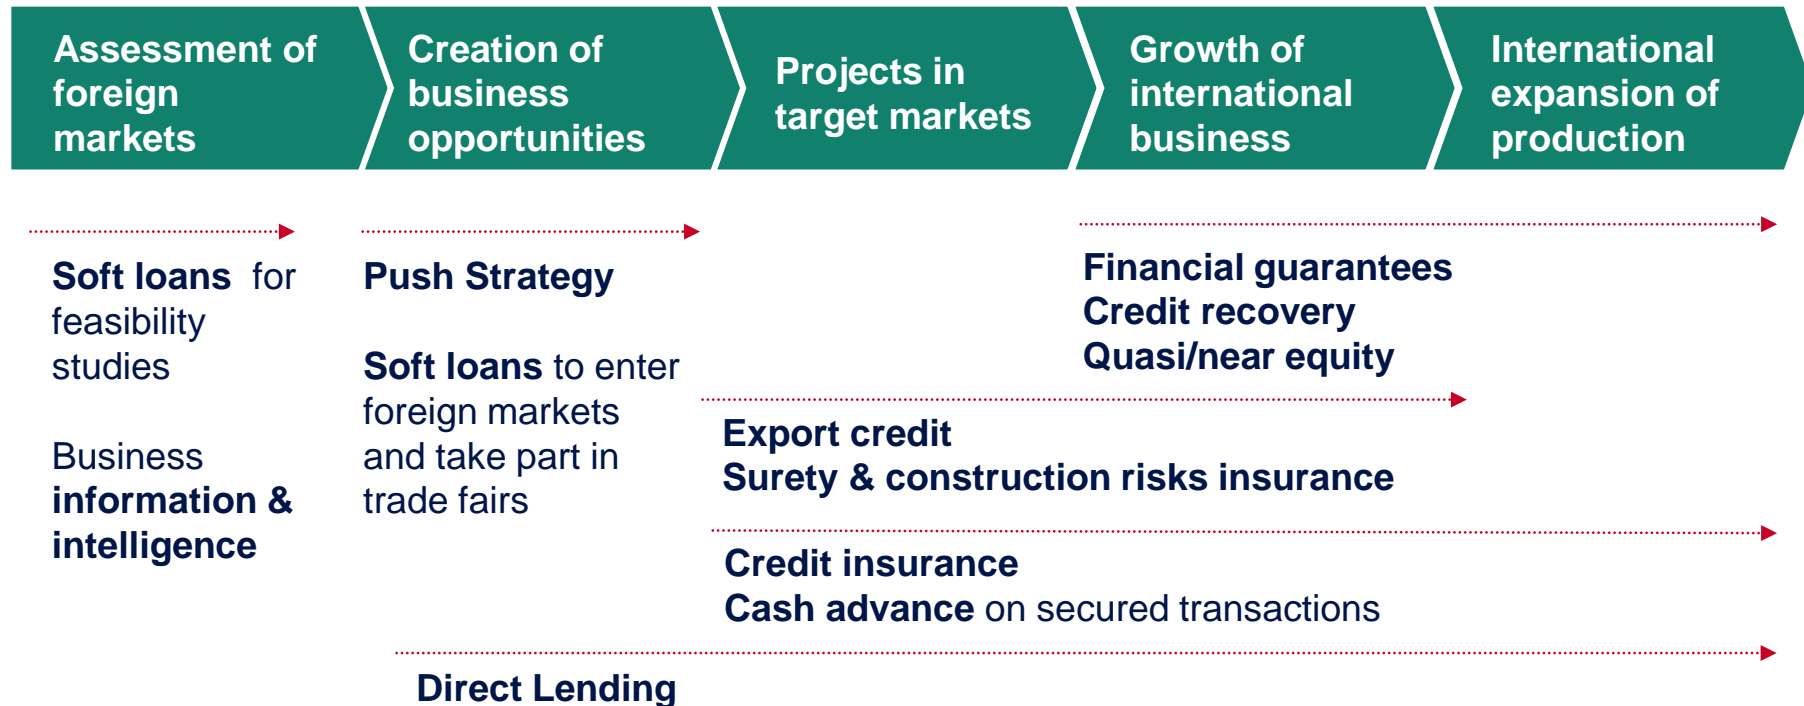 Assessment of
foreign
markets
Creation of
business
opportunities
Projects in
target markets
Growth of
international
business
International
expansion of
production
Soft loans for
feasibility
studies
Business
information &
intelligence
Push Strategy
Soft loans to enter
foreign markets
and take part in
trade fairs
Financial guarantees
Credit recovery
Quasi/near equity
Export credit
Surety & construction risks insurance
Credit insurance
Cash advance on secured transactions
Direct Lending